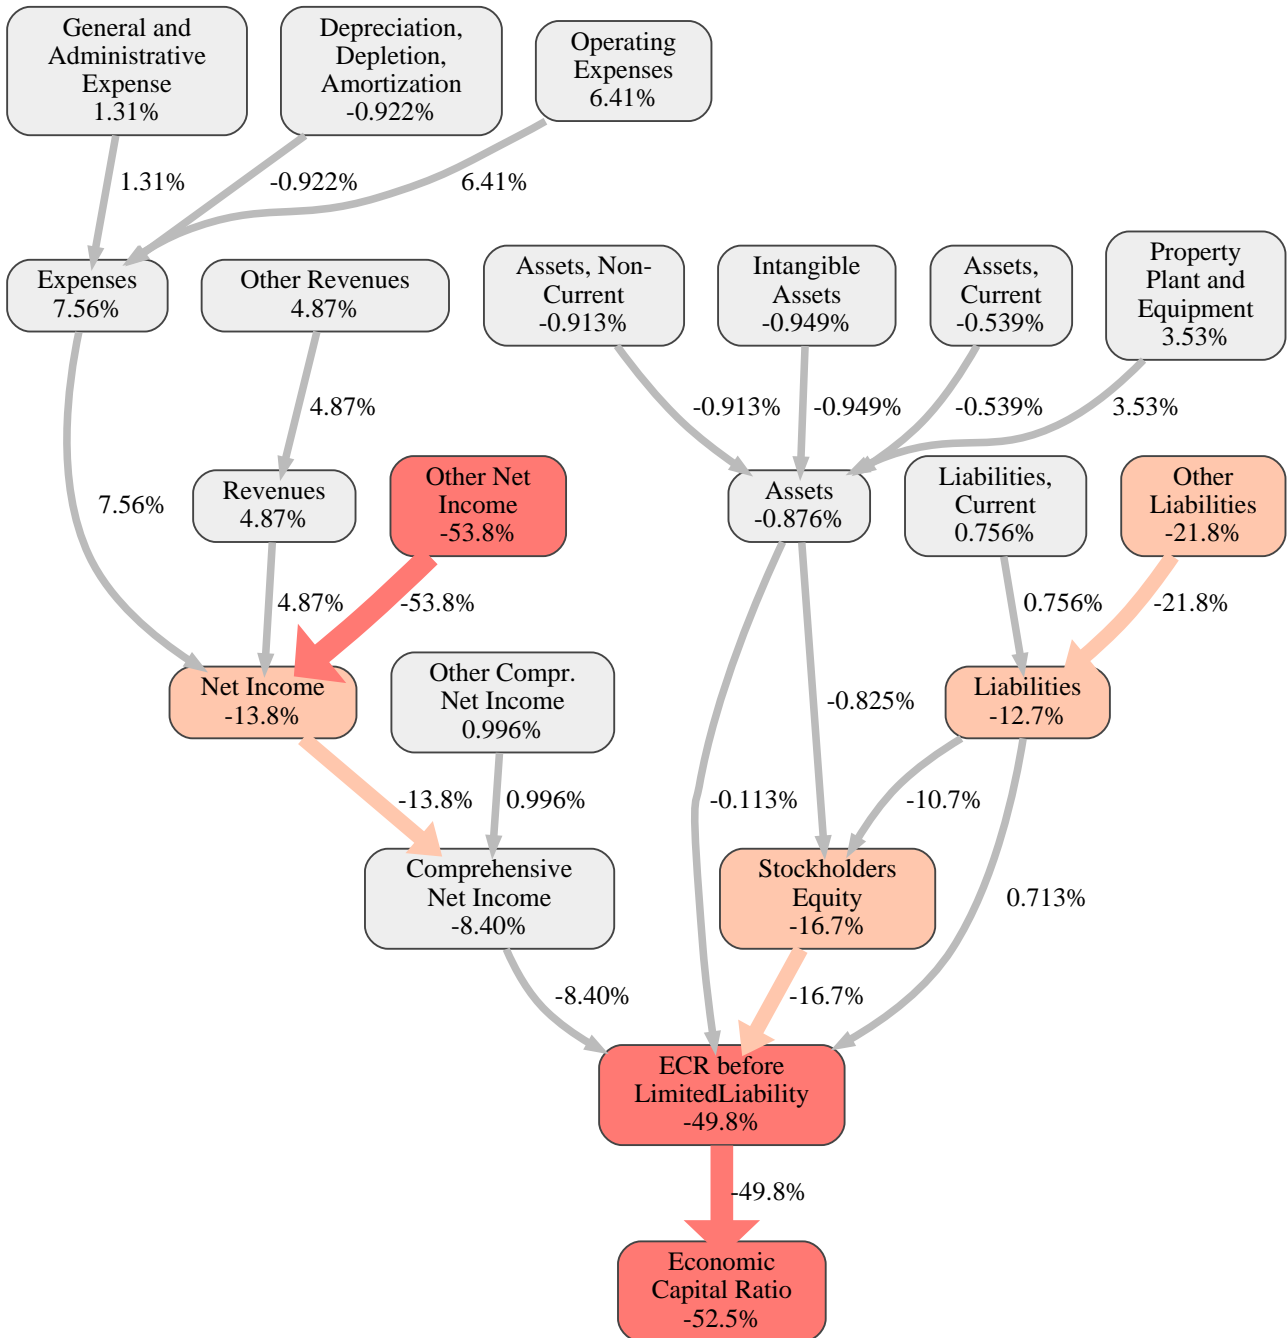 General and
Administrative
Expense
1.31%
Depreciation,
Depletion,
Amortization
-0.922%
Operating
Expenses
6.41%
1.31%
-0.922%
6.41%
Expenses
7.56%
Other Revenues
4.87%
Assets, Non-
Current
-0.913%
Intangible
Assets
-0.949%
Assets,
Current
-0.539%
Property
Plant and
Equipment
3.53%
4.87%
-0.913%
-0.949%
-0.539%
3.53%
7.56%
Revenues
4.87%
Other Net
Income
-53.8%
Assets
-0.876%
Liabilities,
Current
0.756%
Other
Liabilities
-21.8%
4.87%
-53.8%
0.756%
-21.8%
Net Income
-13.8%
Other Compr.
Net Income
0.996%
-0.825%
Liabilities
-12.7%
-13.8%
0.996%
-0.113%
-10.7%
Comprehensive
Net Income
-8.40%
Stockholders
Equity
-16.7%
0.713%
-8.40%
-16.7%
ECR before
LimitedLiability
-49.8%
-49.8%
Economic
Capital Ratio
-52.5%